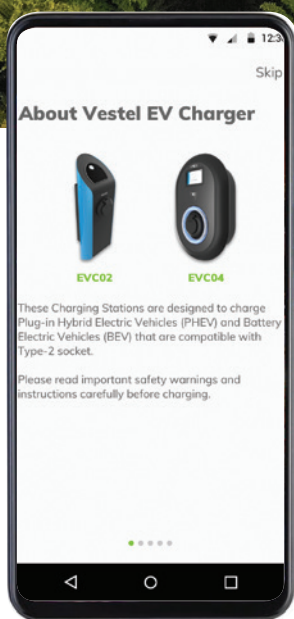 12:3
Skip
About Vestel EV Charger
EVC02
EVC04
These Charging Stations are designed to charge
Plug-in Hybrid Electric Vehicles (PHEV) and Battery
Electric Vehicles (BEV) that are compatible with
Type-2 socket.
Please read important safety warnings and
instructions carefully before charging.